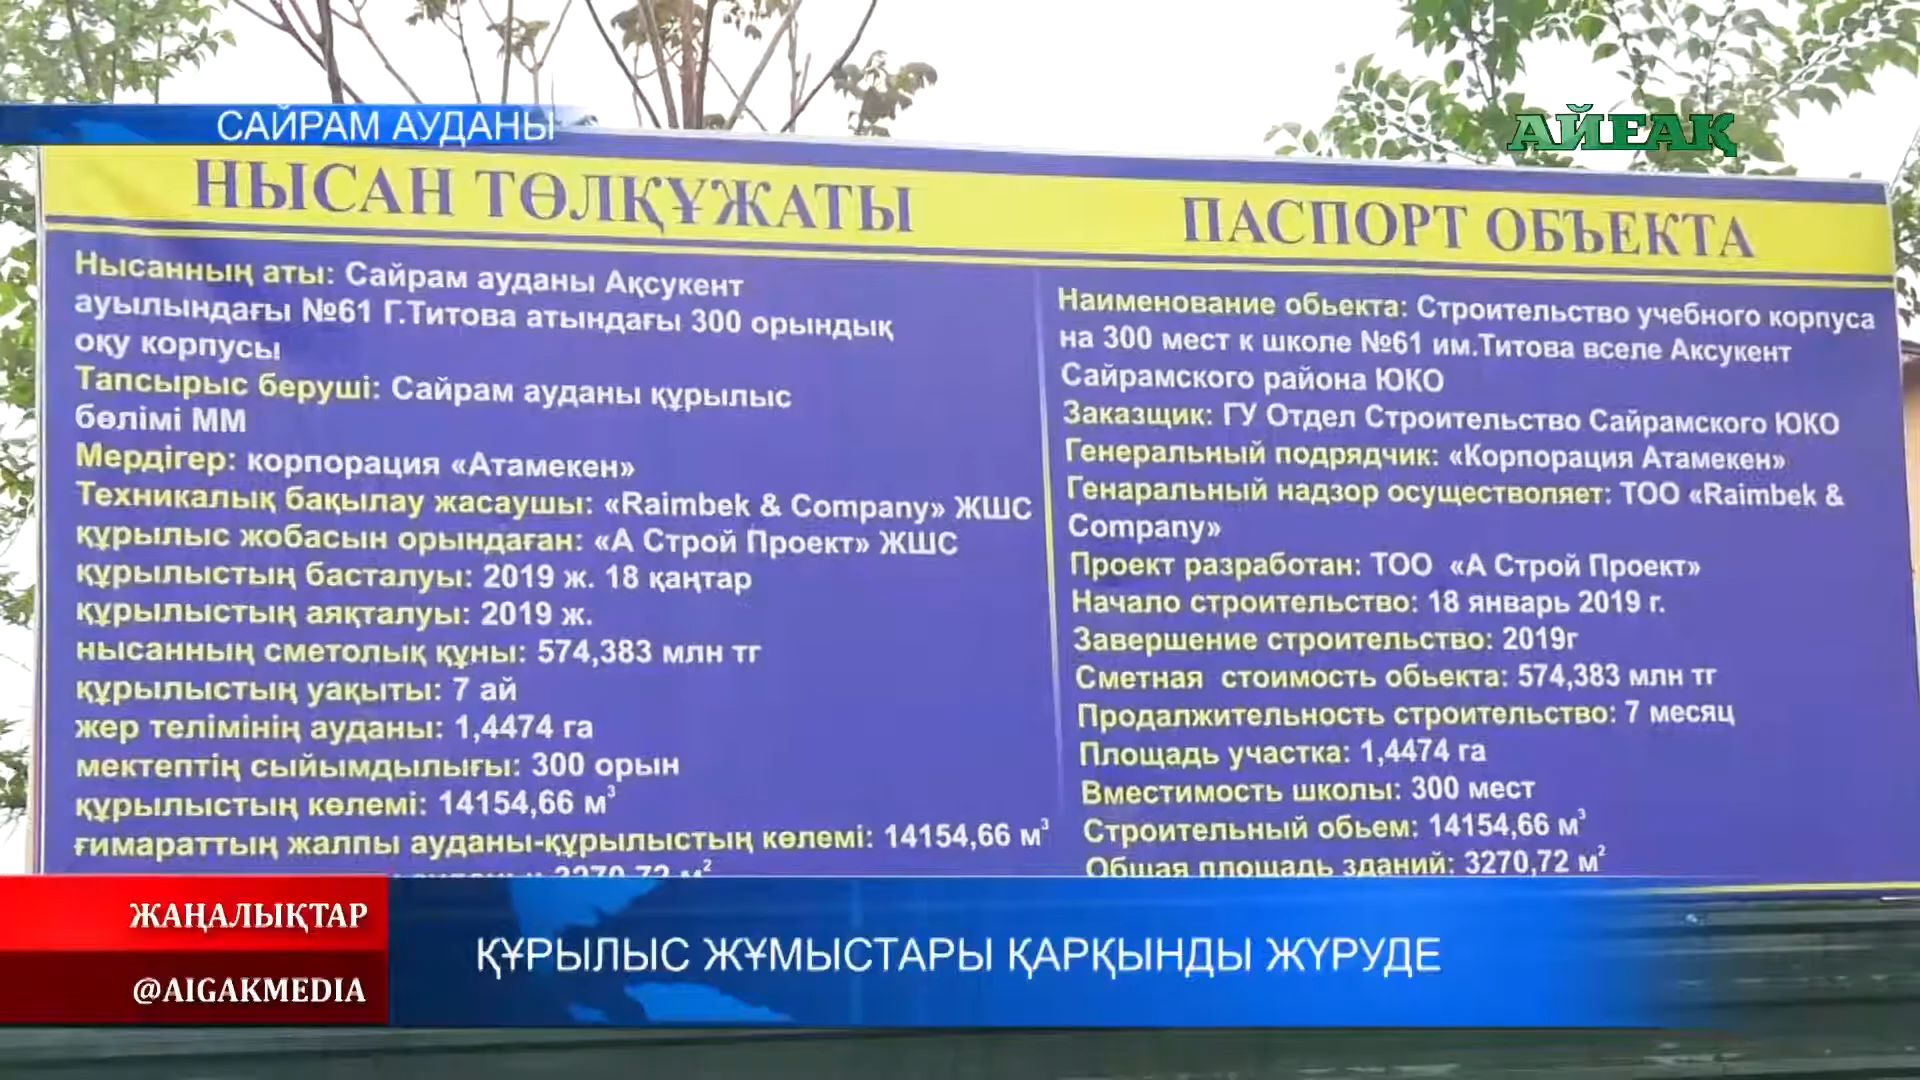 САЙРАМ АУДАНЫ
АЙҒАҚ
НЫСАН ТӨЛҚҰЖАТЫ
Нысанның аты: Сайрам ауданы Ақсукент
ауылындағы №61 Г.Титова атындағы 300 орындық
оқу корпусы
Тапсырыс беруші: Сайрам ауданы құрылыс
бөлімі ММ
Мердігер: корпорация «Атамекен»
Техникалық бақылау жасаушы: «Raimbek & Company» ЖШС
құрылыс жобасын орындаған: «А Строй Проект» ЖШС
құрылыстың басталуы: 2019 ж. 18 қаңтар
құрылыстың аяқталуы: 2019 ж.
нысанның сметолық құны: 574,383 млн тг
құрылыстың уақыты: 7 ай
жер телімінің ауданы: 1,4474 га
мектептің сыйымдылығы: 300 орын
құрылыстың көлемі: 14154,66 м³
ғимараттың жалпы ауданы-құрылыстың көлемі: 14154,66 м³
3270,72 м²
ПАСПОРТ ОБЪЕКТА
Наименование обьекта: Строительство учебного корпуса
на 300 мест к школе №61 им.Титова вселе Аксукент
Сайрамского района ЮКО
Заказщик: ГУ Отдел Строительство Сайрамского ЮКО
Генеральный подрядчик: «Корпорация Атамекен»
Генаральный надзор осуществоляет: ТОО «Raimbek &
Company»
Проект разработан: ТОО «А Строй Проект»
Начало строительство: 18 январь 2019 г.
Завершение строительство: 2019г
Сметная стоимость обьекта: 574,383 млн тг
Продалжительность строительство: 7 месяц
Площадь участка: 1,4474 га
Вместимость школы: 300 мест
Строительный обьем: 14154,66 м³
Общая площадь зданий: 3270,72 м²
ЖАҢАЛЫҚТАР
@AIGAKMEDIA
ҚҰРЫЛЫС ЖҰМЫСТАРЫ ҚАРҚЫНДЫ ЖҮРУДЕ